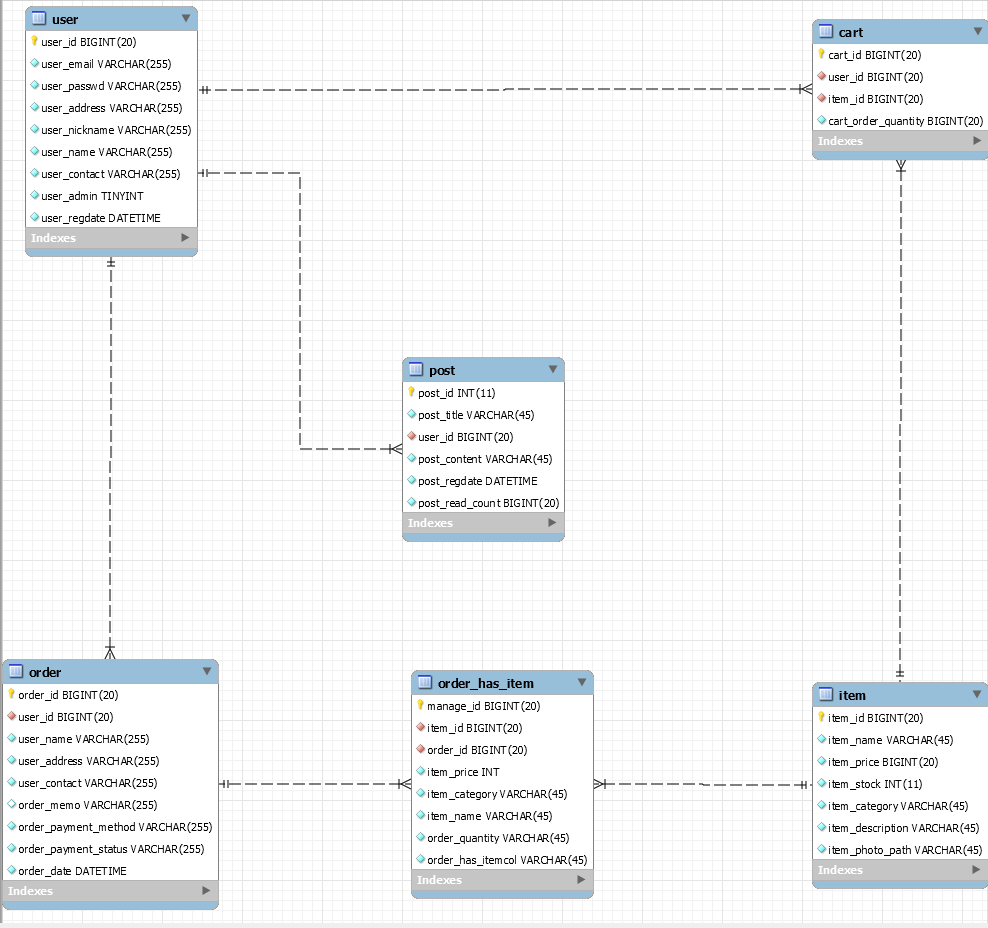 user
user_id BIGINT(20)
user_email VARCHAR(255)
user_passwd VARCHAR(255)
user_address VARCHAR(255)
user_nickname VARCHAR(255)
user_name VARCHAR(255)
user_contact VARCHAR(255)
user_admin TINYINT
user_regdate DATETIME
Indexes
cart
cart_id BIGINT(20)
user_id BIGINT(20)
item_id BIGINT(20)
cart_order_quantity BIGINT(20)
Indexes
post
post_id INT(11)
post_title VARCHAR(45)
user_id BIGINT(20)
post_content VARCHAR(45)
post_regdate DATETIME
post_read_count BIGINT(20)
Indexes
order
order_id BIGINT(20)
user_id BIGINT(20)
user_name VARCHAR(255)
user_address VARCHAR(255)
user_contact VARCHAR(255)
order_memo VARCHAR(255)
order_payment_method VARCHAR(255)
order_payment_status VARCHAR(255)
order_date DATETIME
Indexes
order_has_item
manage_id BIGINT(20)
item_id BIGINT(20)
order_id BIGINT(20)
item_price INT
item_category VARCHAR(45)
item_name VARCHAR(45)
order_quantity VARCHAR(45)
order_has_itemcol VARCHAR(45)
Indexes
item
item_id BIGINT(20)
item_name VARCHAR(45)
item_price BIGINT(20)
item_stock INT(11)
item_category VARCHAR(45)
item_description VARCHAR(45)
item_photo_path VARCHAR(45)
Indexes